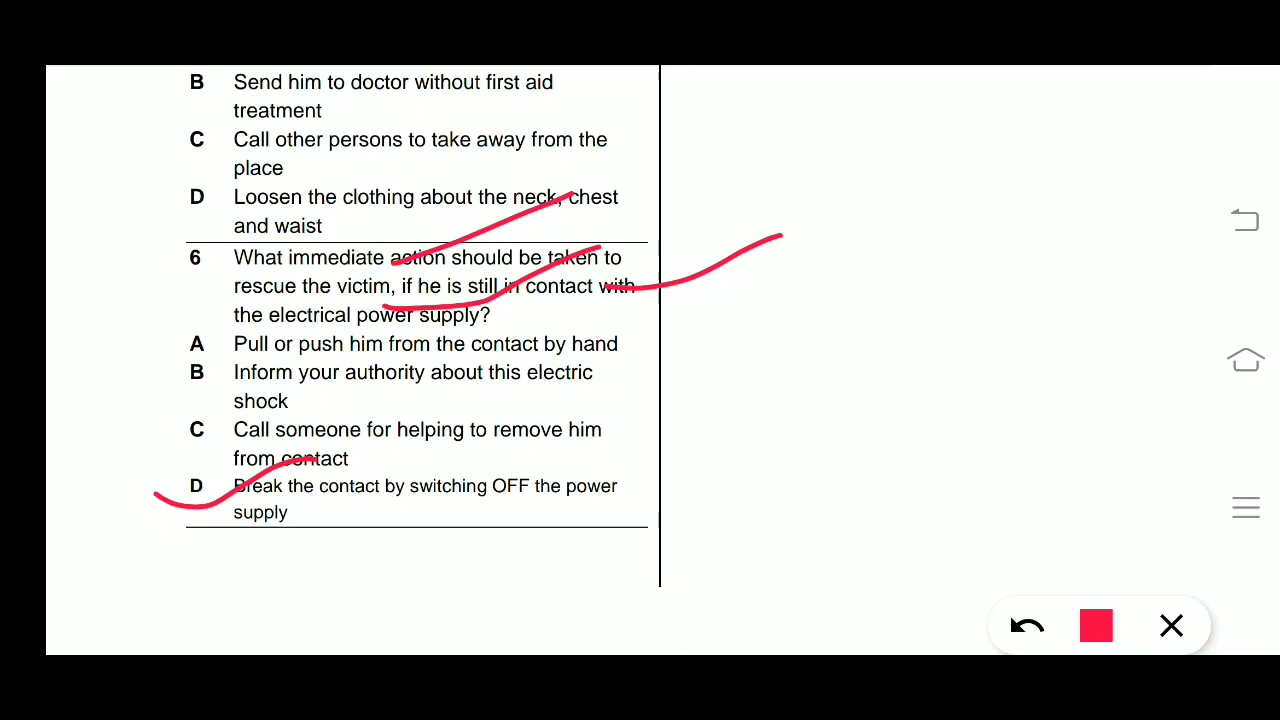 B Send him to doctor without first aid
treatment
C Call other persons to take away from the
place
D Loosen the clothing about the neck, chest
and waist
6 What immediate action should be taken to
rescue the victim, if he is still in contact with
the electrical power supply?
A Pull or push him from the contact by hand
B Inform your authority about this electric
shock
C Call someone for helping to remove him
from contact
D Break the contact by switching OFF the power
supply